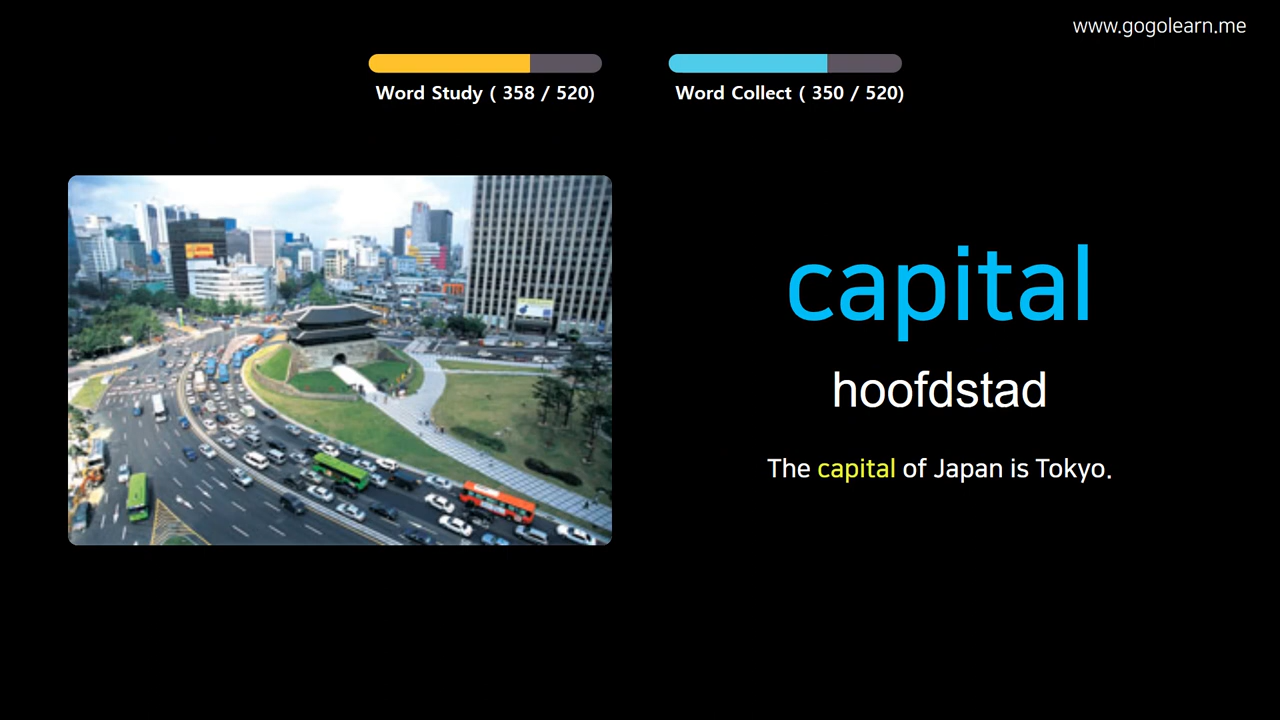 www.gogolearn.me
Word Study ( 358 / 520)
Word Collect ( 350 / 520)
capital
hoofdstad
The capital of Japan is Tokyo.